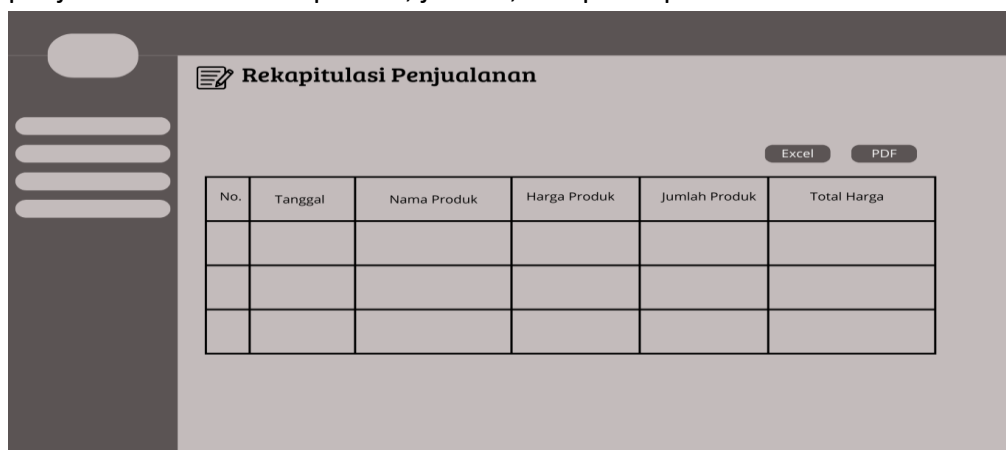 Rekapitulasi Penjualanan
Excel PDF
No. Tanggal Nama Produk Harga Produk Jumlah Produk Total Harga